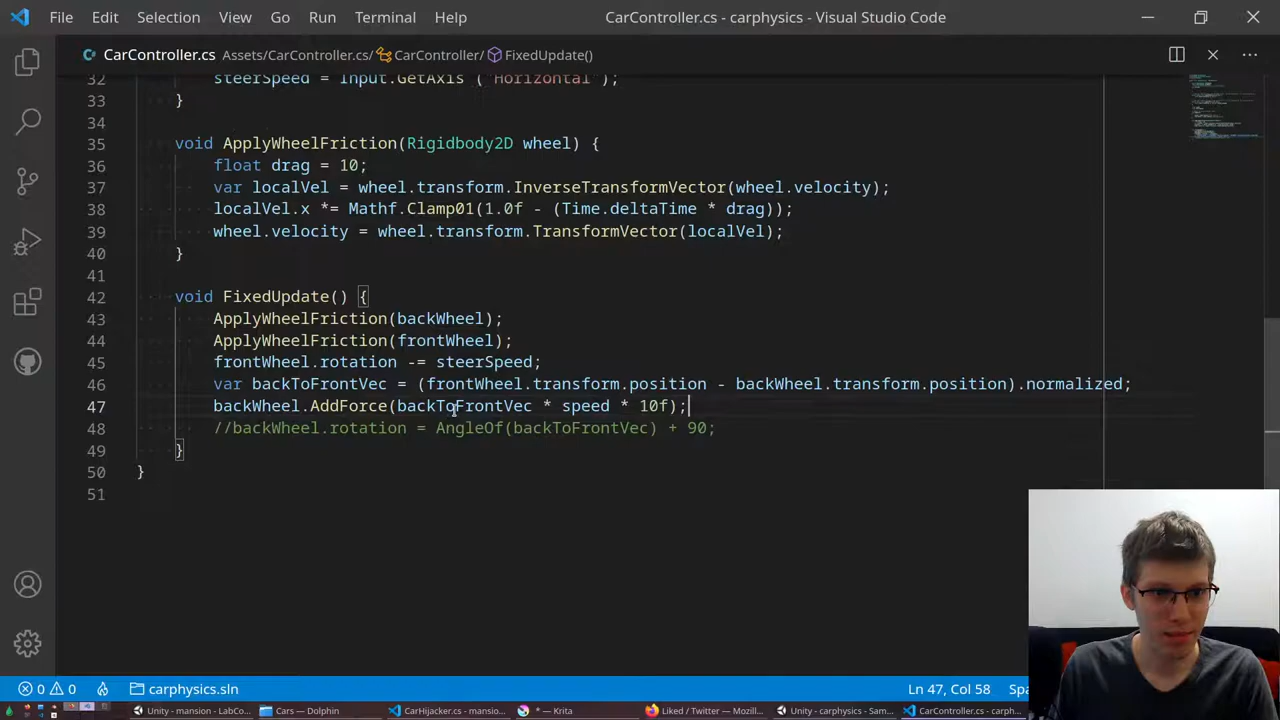 File Edit Selection View Go Run Terminal Help CarController.cs - carphysics - Visual Studio Code
CarController.cs Assets/CarController.cs/ CarController/ FixedUpdate()
32 steerSpeed = Input.GetAxis ("Horizontal");
33 }
34
35 void ApplyWheelFriction(Rigidbody2D wheel) {
36 float drag = 10;
37 var localVel = wheel.transform.InverseTransformVector(wheel.velocity);
38 localVel.x *= Mathf.Clamp01(1.0f - (Time.deltaTime * drag));
39 wheel.velocity = wheel.transform.TransformVector(localVel);
40 }
41
42 void FixedUpdate() {
43 ApplyWheelFriction(backWheel);
44 ApplyWheelFriction(frontWheel);
45 frontWheel.rotation -= steerSpeed;
46 var backToFrontVec = (frontWheel.transform.position - backWheel.transform.position).normalized;
47 backWheel.AddForce(backToFrontVec * speed * 10f);
48 //backWheel.rotation = AngleOf(backToFrontVec) + 90;
49 }
50 }
51
0 0 carphysics.sln Ln 47, Col 58 Spa
Unity - mansion - LabCo... Cars — Dolphin CarHijacker.cs - mansio... * — Krita Liked / Twitter — Mozill... Unity - carphysics - Sam... CarController.cs - carph...